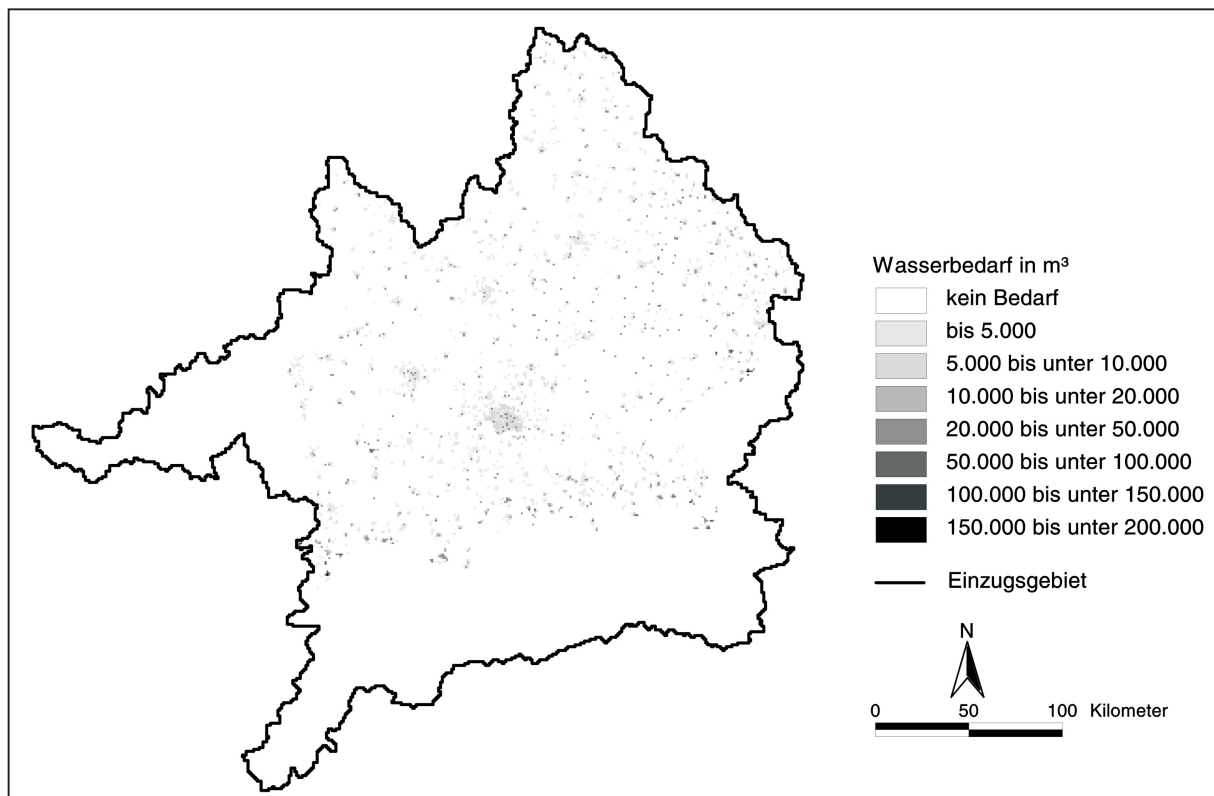 Wasserbedarf in m³
kein Bedarf
bis 5.000
5.000 bis unter 10.000
10.000 bis unter 20.000
20.000 bis unter 50.000
50.000 bis unter 100.000
100.000 bis unter 150.000
150.000 bis unter 200.000
Einzugsgebiet
N
0 50 100 Kilometer